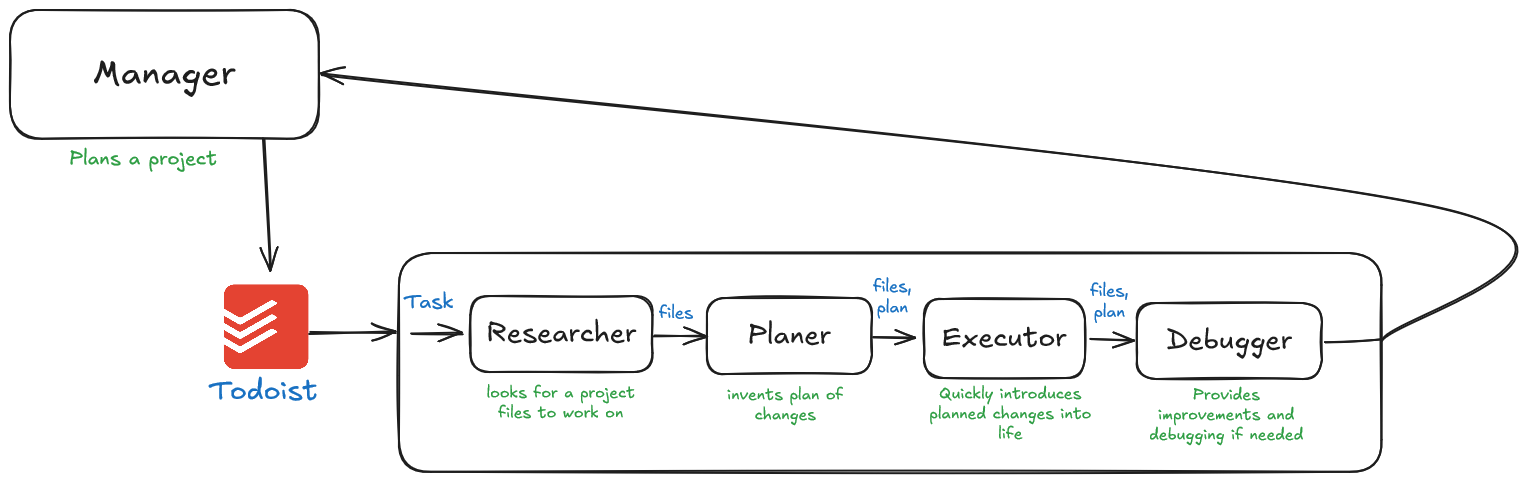 Manager
Plans a project
Todoist
Task
Researcher
looks for a project
files to work on
files
Planer
invents plan of
changes
files,
plan
Executor
Quickly introduces
planned changes into
life
files,
plan
Debugger
Provides
improvements and
debugging if needed